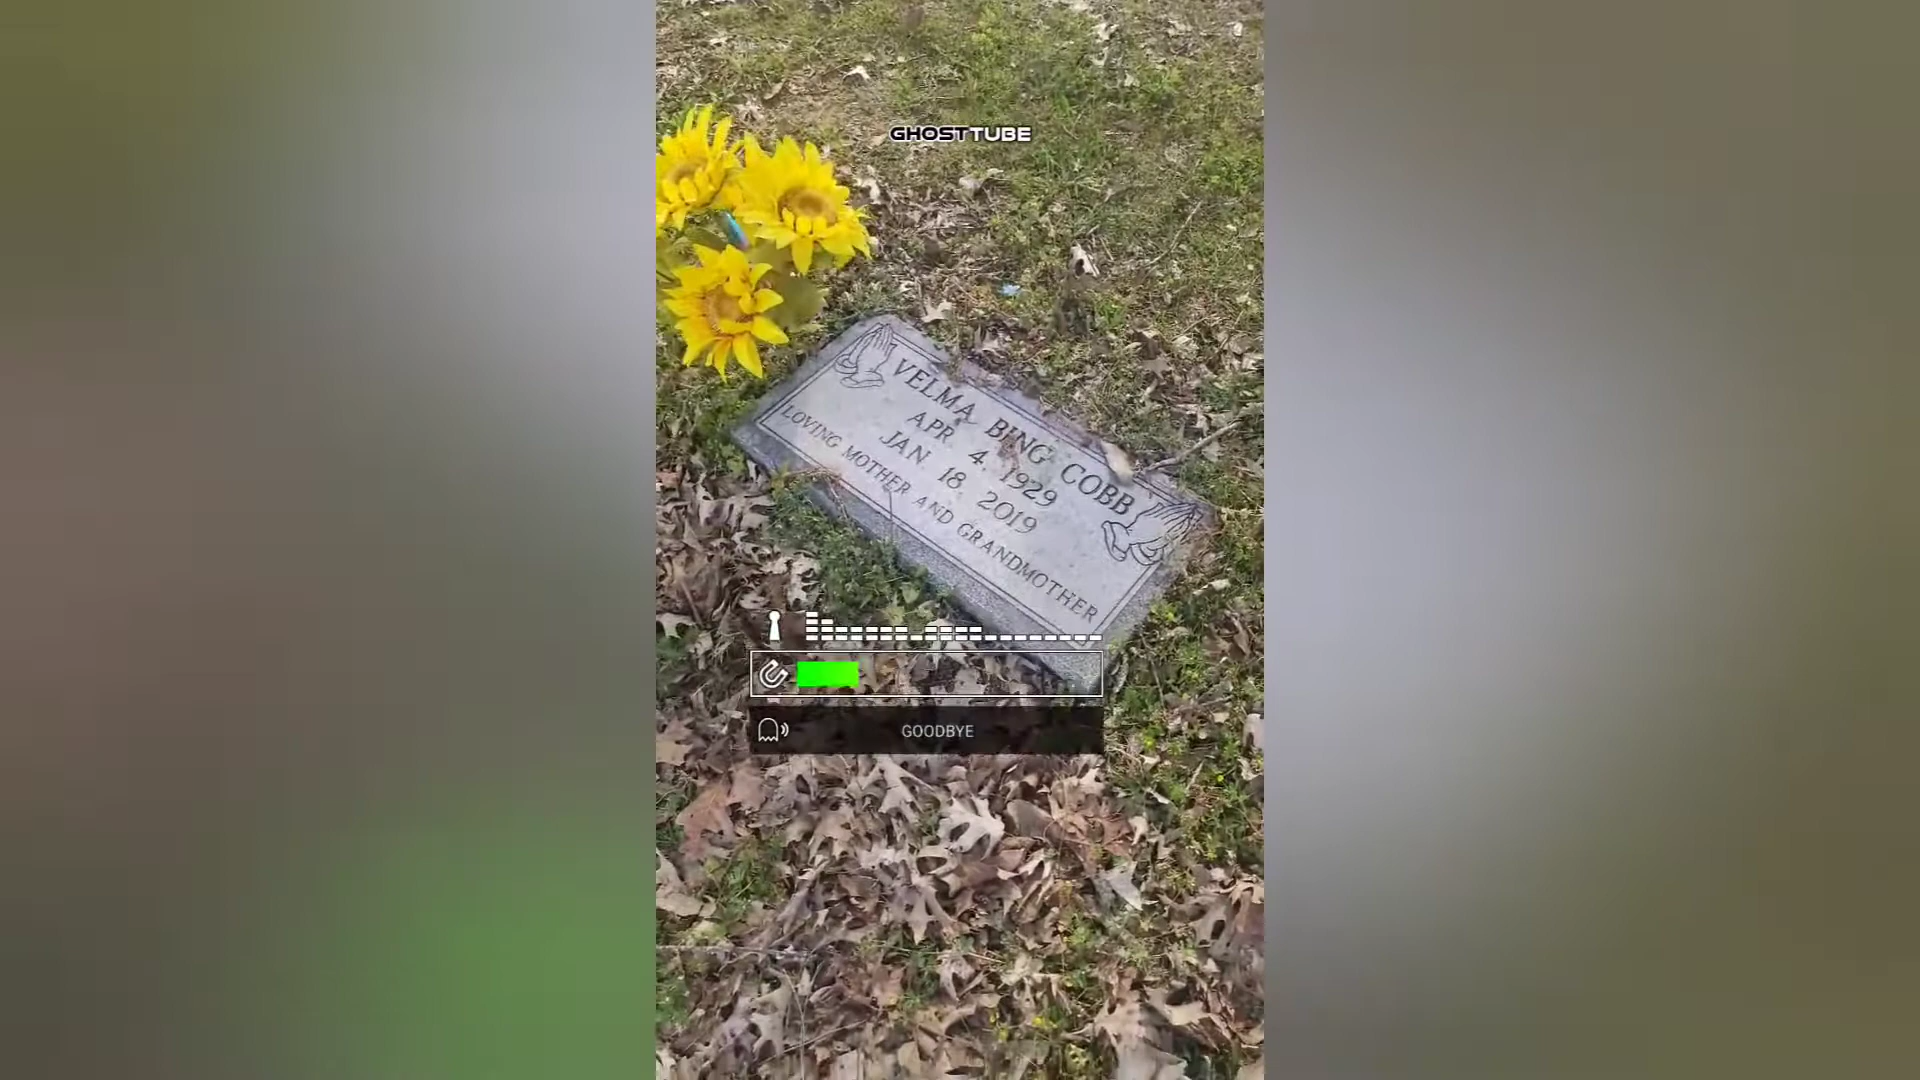 GHOSTTUBE
VELMA BING COBB
APR 4, 1929
JAN 18 2019
LOVING MOTHER AND GRANDMOTHER
GOODBYE